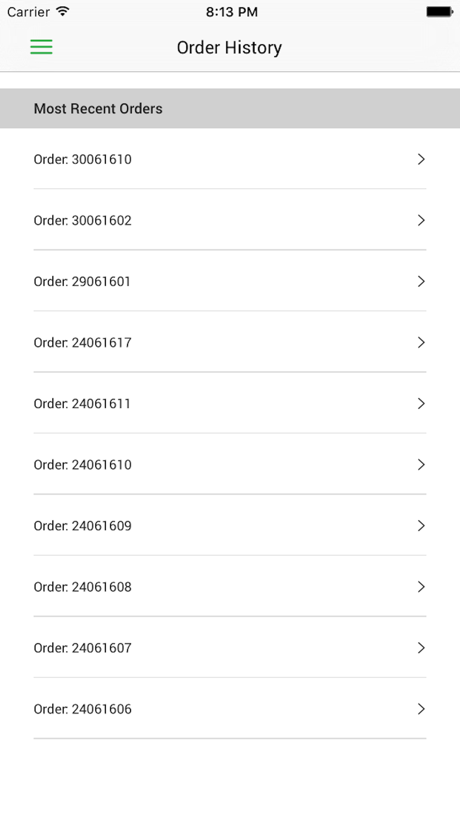 Carrier 8:13 PM
Order History
Most Recent Orders
Order: 30061610
Order: 30061602
Order: 29061601
Order: 24061617
Order: 24061611
Order: 24061610
Order: 24061609
Order: 24061608
Order: 24061607
Order: 24061606